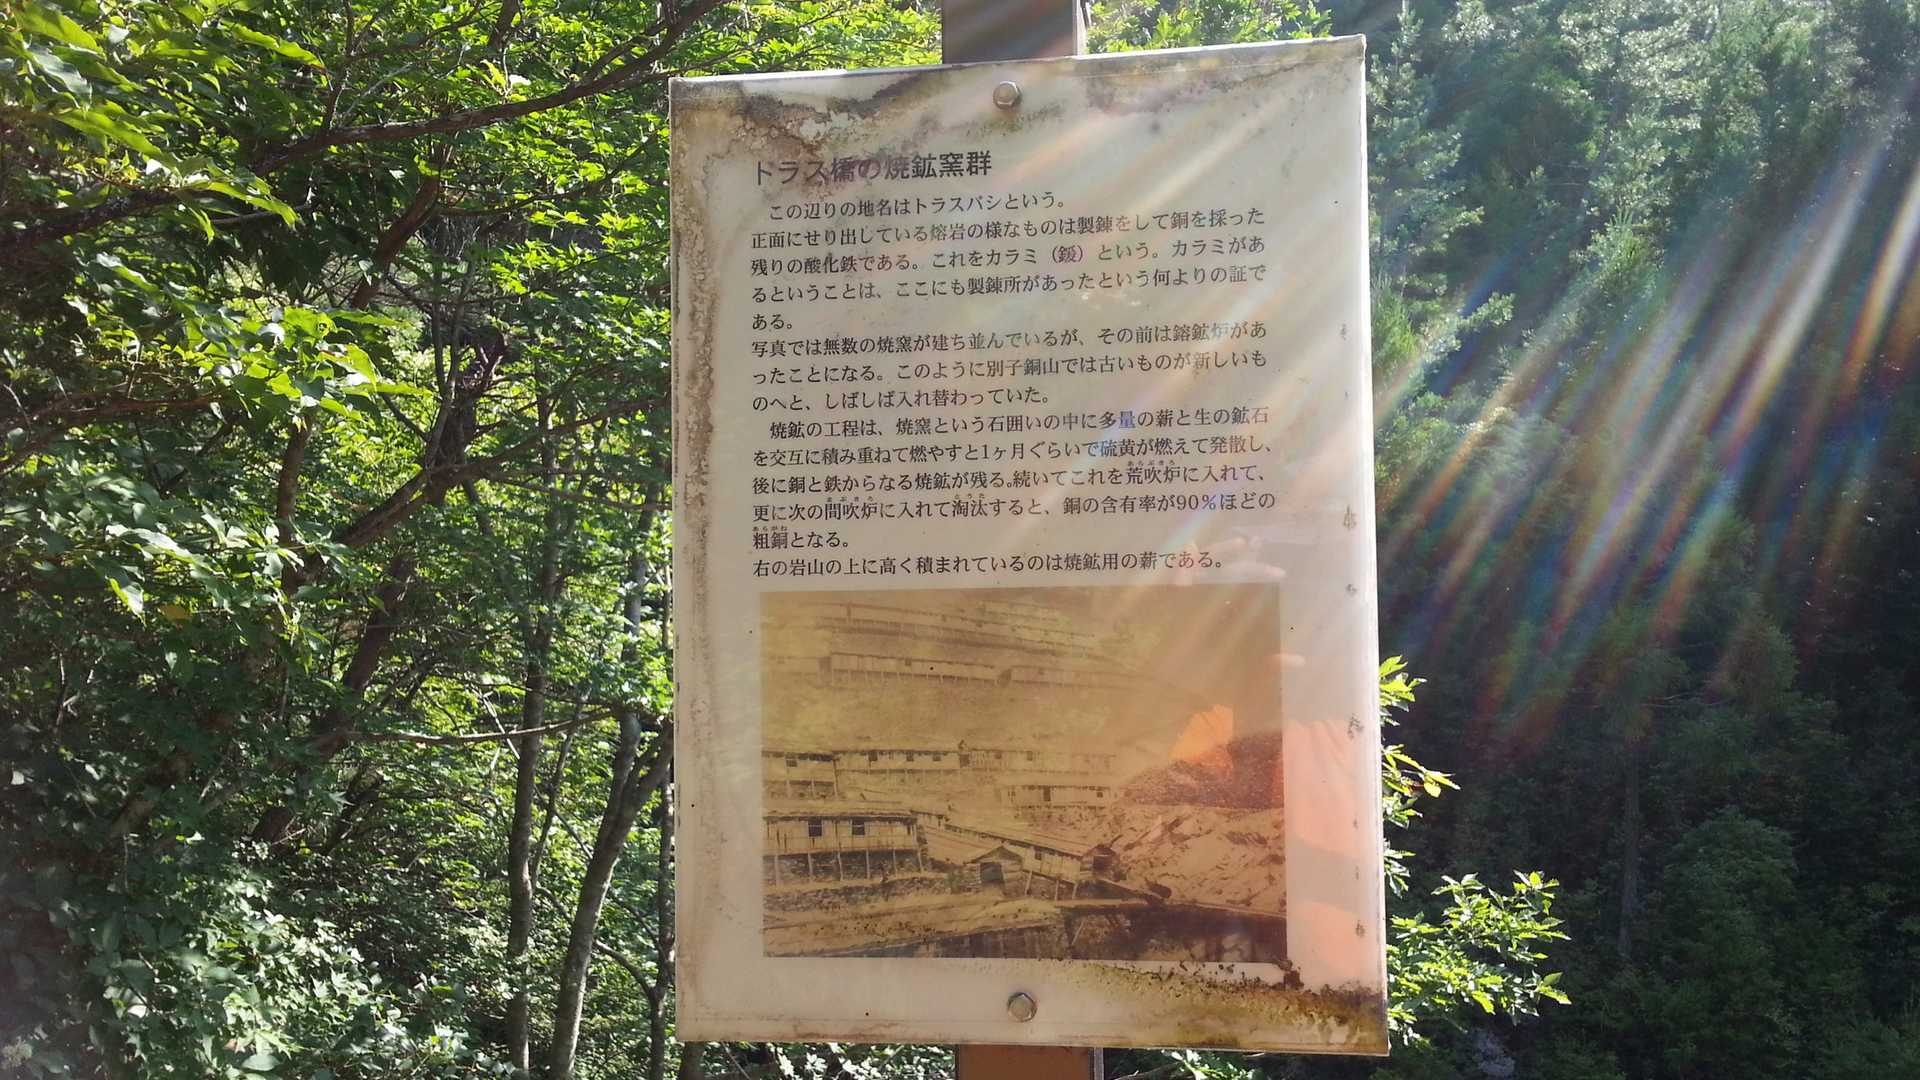 トラス橋の焼鉱窯群
この辺りの地名はトラスバシという。
正面にせり出している熔岩の様なものは製錬をして銅を採った
残りの酸化鉄である。これをカラミ（鍰）という。カラミがあ
るということは、ここにも製錬所があったという何よりの証で
ある。
写真では無数の焼窯が建ち並んでいるが、その前は鎔鉱炉があ
ったことになる。このように別子銅山では古いものが新しいも
のへと、しばしば入れ替わっていた。
焼鉱の工程は、焼窯という石囲いの中に多量の薪と生の鉱石
を交互に積み重ねて燃やすと1ヶ月ぐらいで硫黄が燃えて発散し、
後に銅と鉄からなる焼鉱が残る。続いてこれを荒吹炉に入れて、
更に次の間吹炉に入れて淘汰すると、銅の含有率が90％ほどの
粗銅となる。
右の岩山の上に高く積まれているのは焼鉱用の薪である。